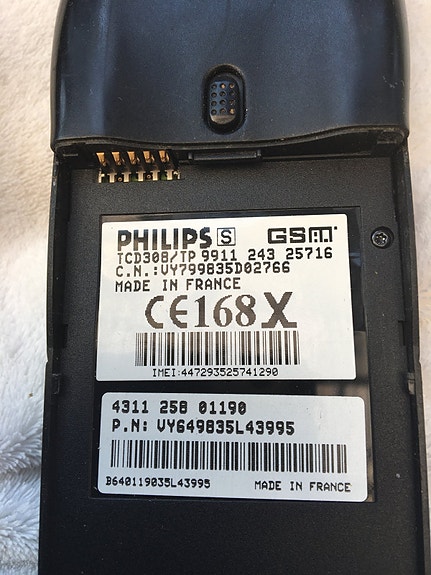 PHILIPS S GSM
TCD308/TP 9911 243 25716
C.N.:VY799835D02766
MADE IN FRANCE
CE168X
IMEI:447293525741290
4311 258 01190
P.N: VY649835L43995
B640119035L43995 MADE IN FRANCE